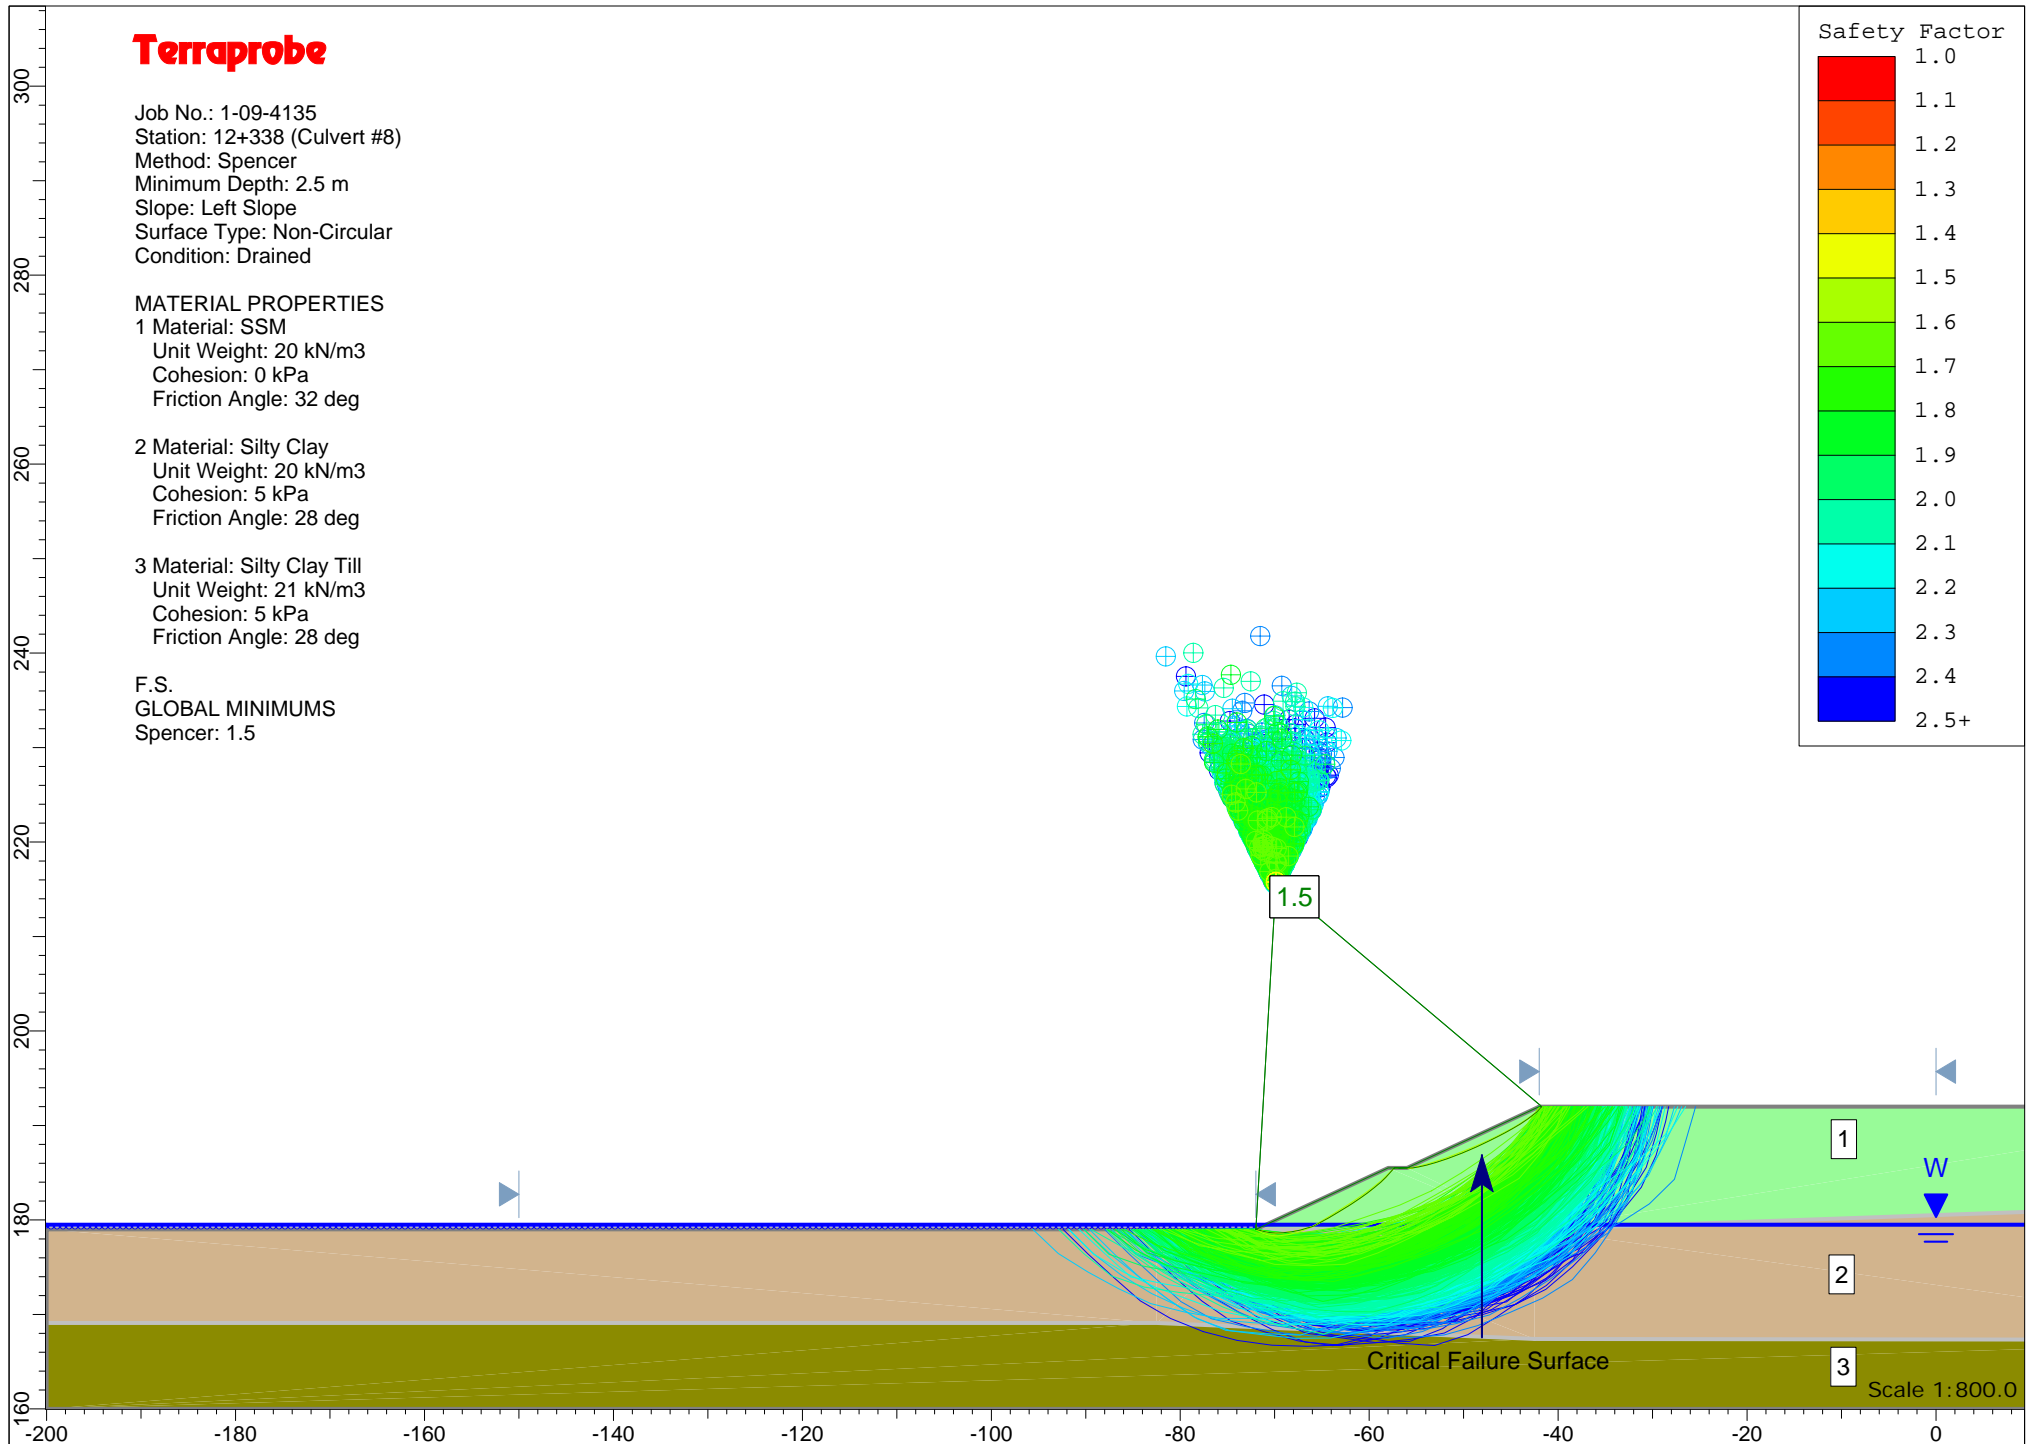 Terraprobe
Job No.: 1-09-4135
Station: 12+338 (Culvert #8)
Method: Spencer
Minimum Depth: 2.5 m
Slope: Left Slope
Surface Type: Non-Circular
Condition: Drained
MATERIAL PROPERTIES
1 Material: SSM
Unit Weight: 20 kN/m3
Cohesion: 0 kPa
Friction Angle: 32 deg
2 Material: Silty Clay
Unit Weight: 20 kN/m3
Cohesion: 5 kPa
Friction Angle: 28 deg
3 Material: Silty Clay Till
Unit Weight: 21 kN/m3
Cohesion: 5 kPa
Friction Angle: 28 deg
F.S.
GLOBAL MINIMUMS
Spencer: 1.5
Safety Factor
1.0
1.1
1.2
1.3
1.4
1.5
1.6
1.7
1.8
1.9
2.0
2.1
2.2
2.3
2.4
2.5+
1.5
1
W
2
3
Critical Failure Surface
Scale 1:800.0
300
280
260
240
220
200
180
160
-200 -180 -160 -140 -120 -100 -80 -60 -40 -20 0